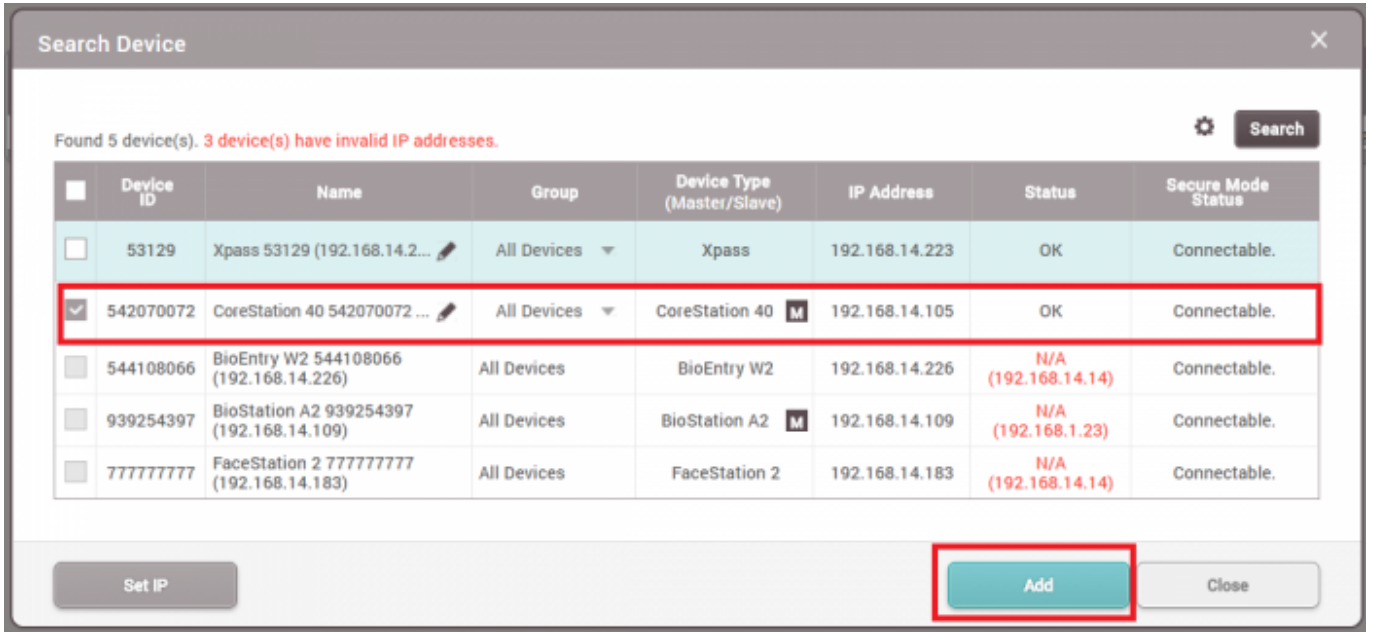 Search Device
Found 5 device(s). 3 device(s) have invalid IP addresses.
Search
Device ID Name Group Device Type (Master/Slave) IP Address Status Secure Mode Status
53129 Xpass 53129 (192.168.14.2... All Devices Xpass 192.168.14.223 OK Connectable.
542070072 CoreStation 40 542070072 ... All Devices CoreStation 40 M 192.168.14.105 OK Connectable.
544108066 BioEntry W2 544108066 (192.168.14.226) All Devices BioEntry W2 192.168.14.226 N/A (192.168.14.14) Connectable.
939254397 BioStation A2 939254397 (192.168.14.109) All Devices BioStation A2 M 192.168.14.109 N/A (192.168.1.23) Connectable.
777777777 FaceStation 2 777777777 (192.168.14.183) All Devices FaceStation 2 192.168.14.183 N/A (192.168.14.14) Connectable.
Set IP Add Close